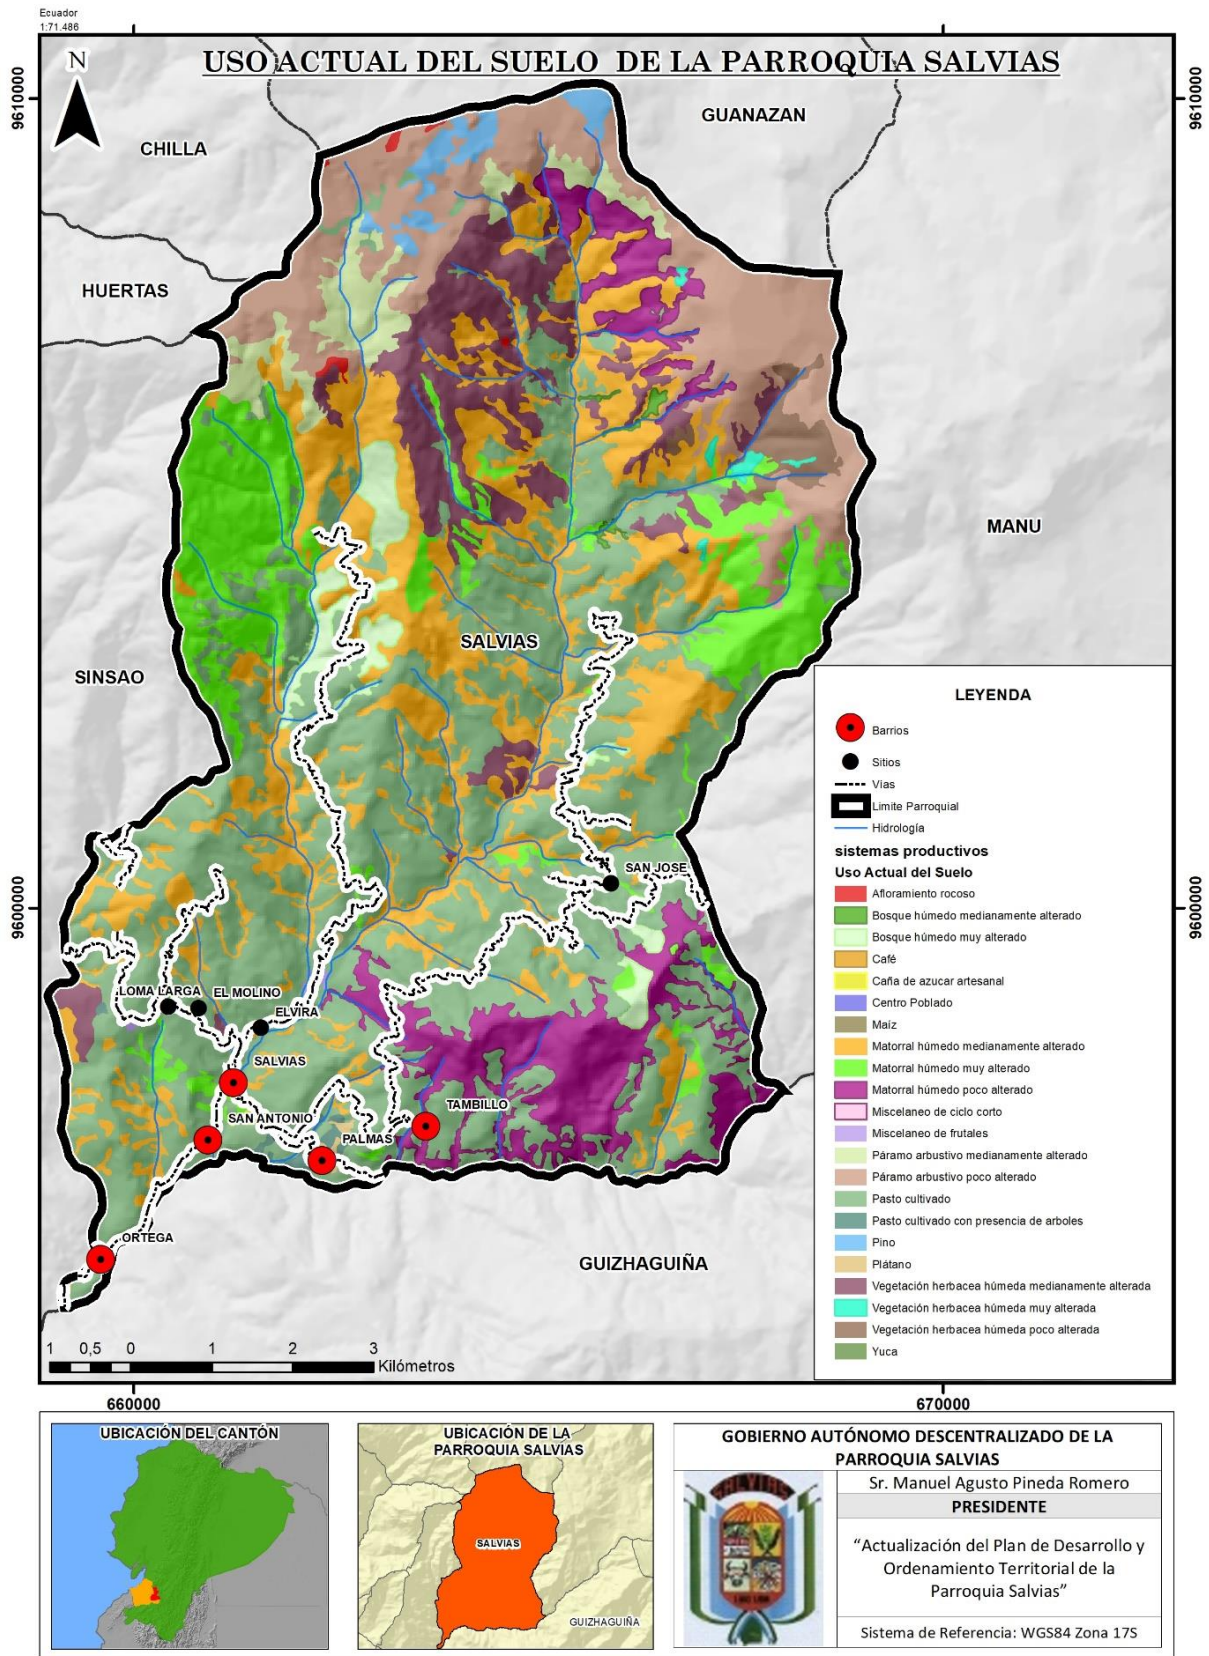 Ecuador
1:71.486
USO ACTUAL DEL SUELO DE LA PARROQUIA SALVIAS
N
9610000
9610000
GUANAZAN
CHILLA
HUERTAS
MANU
SALVIAS
SINSAO
SAN JOSE
9600000
9600000
LOMA LARGA
EL MOLINO
ELVIRA
SALVIAS
SAN ANTONIO
TAMBILLO
PALMAS
ORTEGA
GUIZHAGUIÑA
LEYENDA
Barrios
Sitios
Vías
Limite Parroquial
Hidrología
sistemas productivos
Uso Actual del Suelo
Afloramiento rocoso
Bosque húmedo medianamente alterado
Bosque húmedo muy alterado
Café
Caña de azucar artesanal
Centro Poblado
Maíz
Matorral húmedo medianamente alterado
Matorral húmedo muy alterado
Matorral húmedo poco alterado
Miscelaneo de ciclo corto
Miscelaneo de frutales
Páramo arbustivo medianamente alterado
Páramo arbustivo poco alterado
Pasto cultivado
Pasto cultivado con presencia de arboles
Pino
Plátano
Vegetación herbacea húmeda medianamente alterada
Vegetación herbacea húmeda muy alterada
Vegetación herbacea húmeda poco alterada
Yuca
1 0,5 0 1 2 3
Kilómetros
660000
670000
UBICACIÓN DEL CANTÓN
UBICACIÓN DE LA
PARROQUIA SALVIAS
SALVIAS
GUIZHAGUIÑA
GOBIERNO AUTÓNOMO DESCENTRALIZADO DE LA
PARROQUIA SALVIAS
SALVIAS
Sr. Manuel Agusto Pineda Romero
PRESIDENTE
“Actualización del Plan de Desarrollo y
Ordenamiento Territorial de la
Parroquia Salvias”
Sistema de Referencia: WGS84 Zona 17S